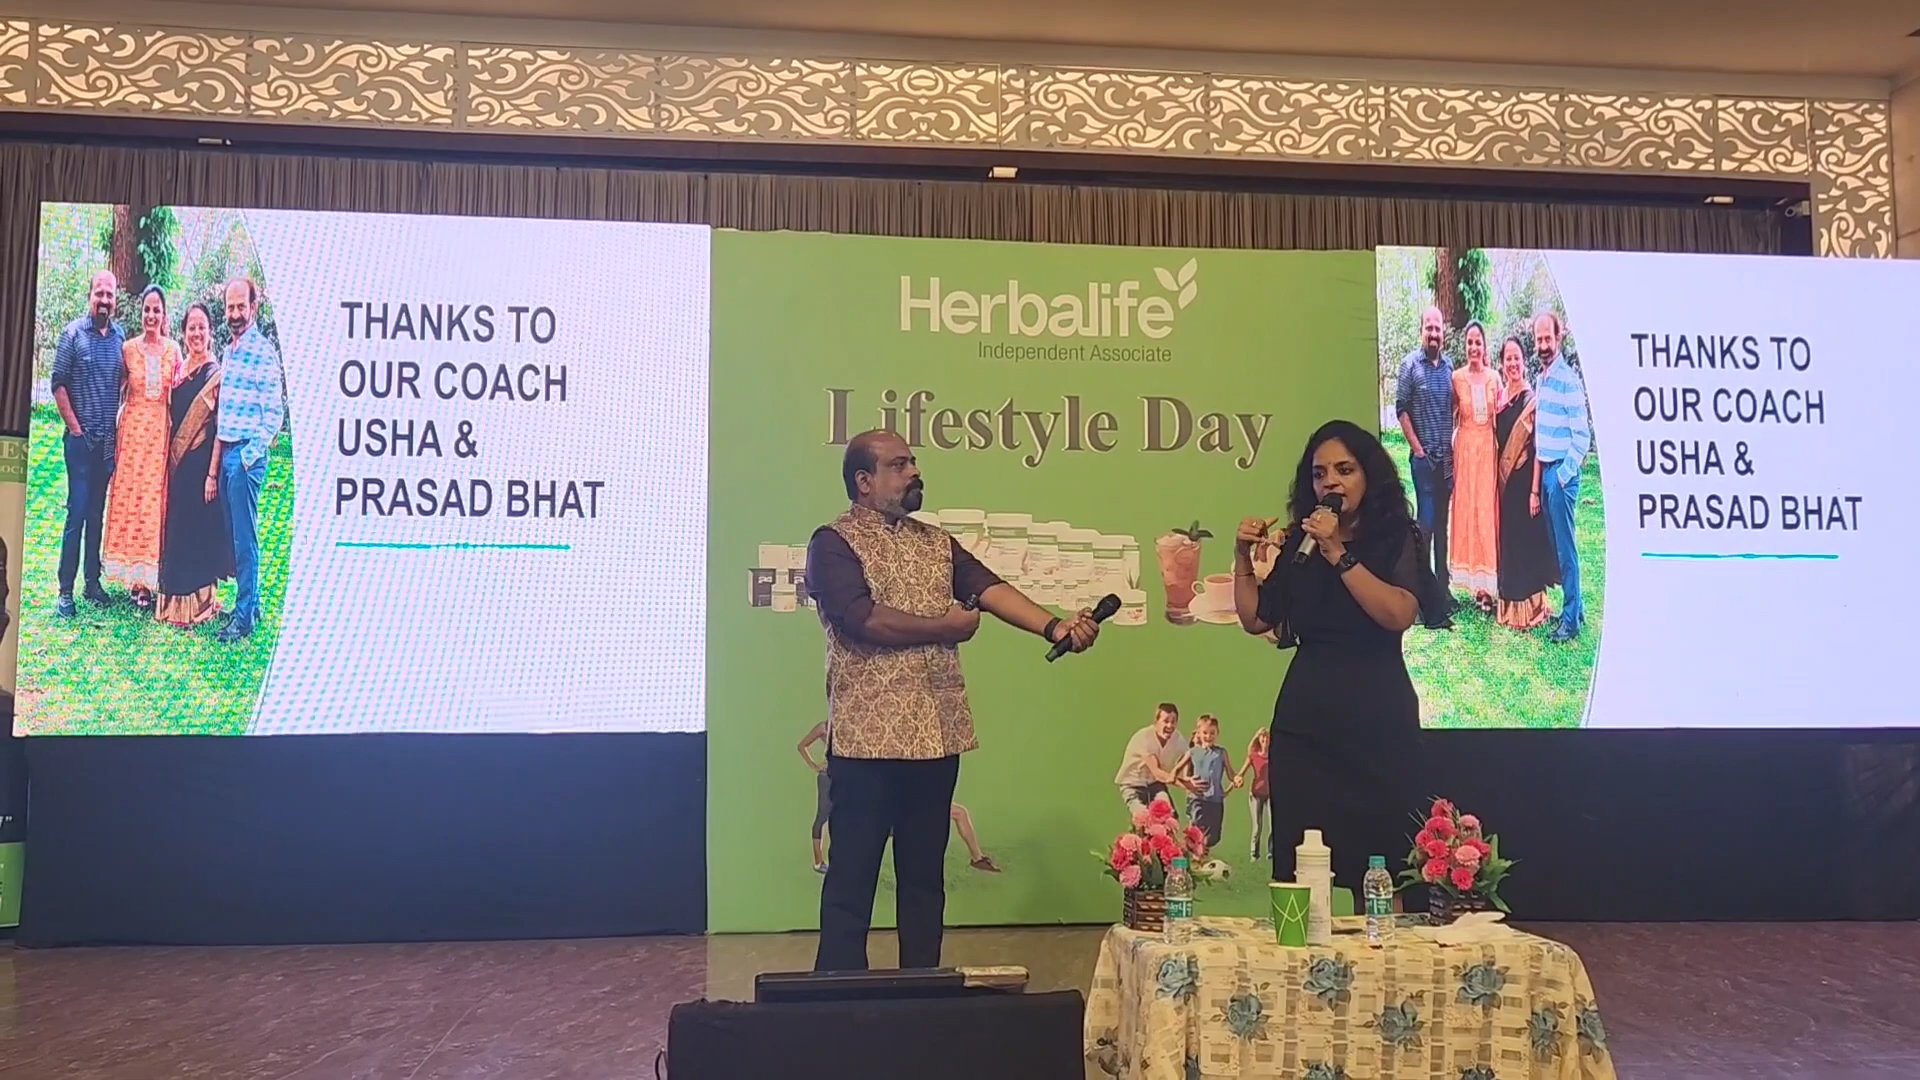 THANKS TO
OUR COACH
USHA &
PRASAD BHAT
Herbalife
Independent Associate
Lifestyle Day
THANKS TO
OUR COACH
USHA &
PRASAD BHAT